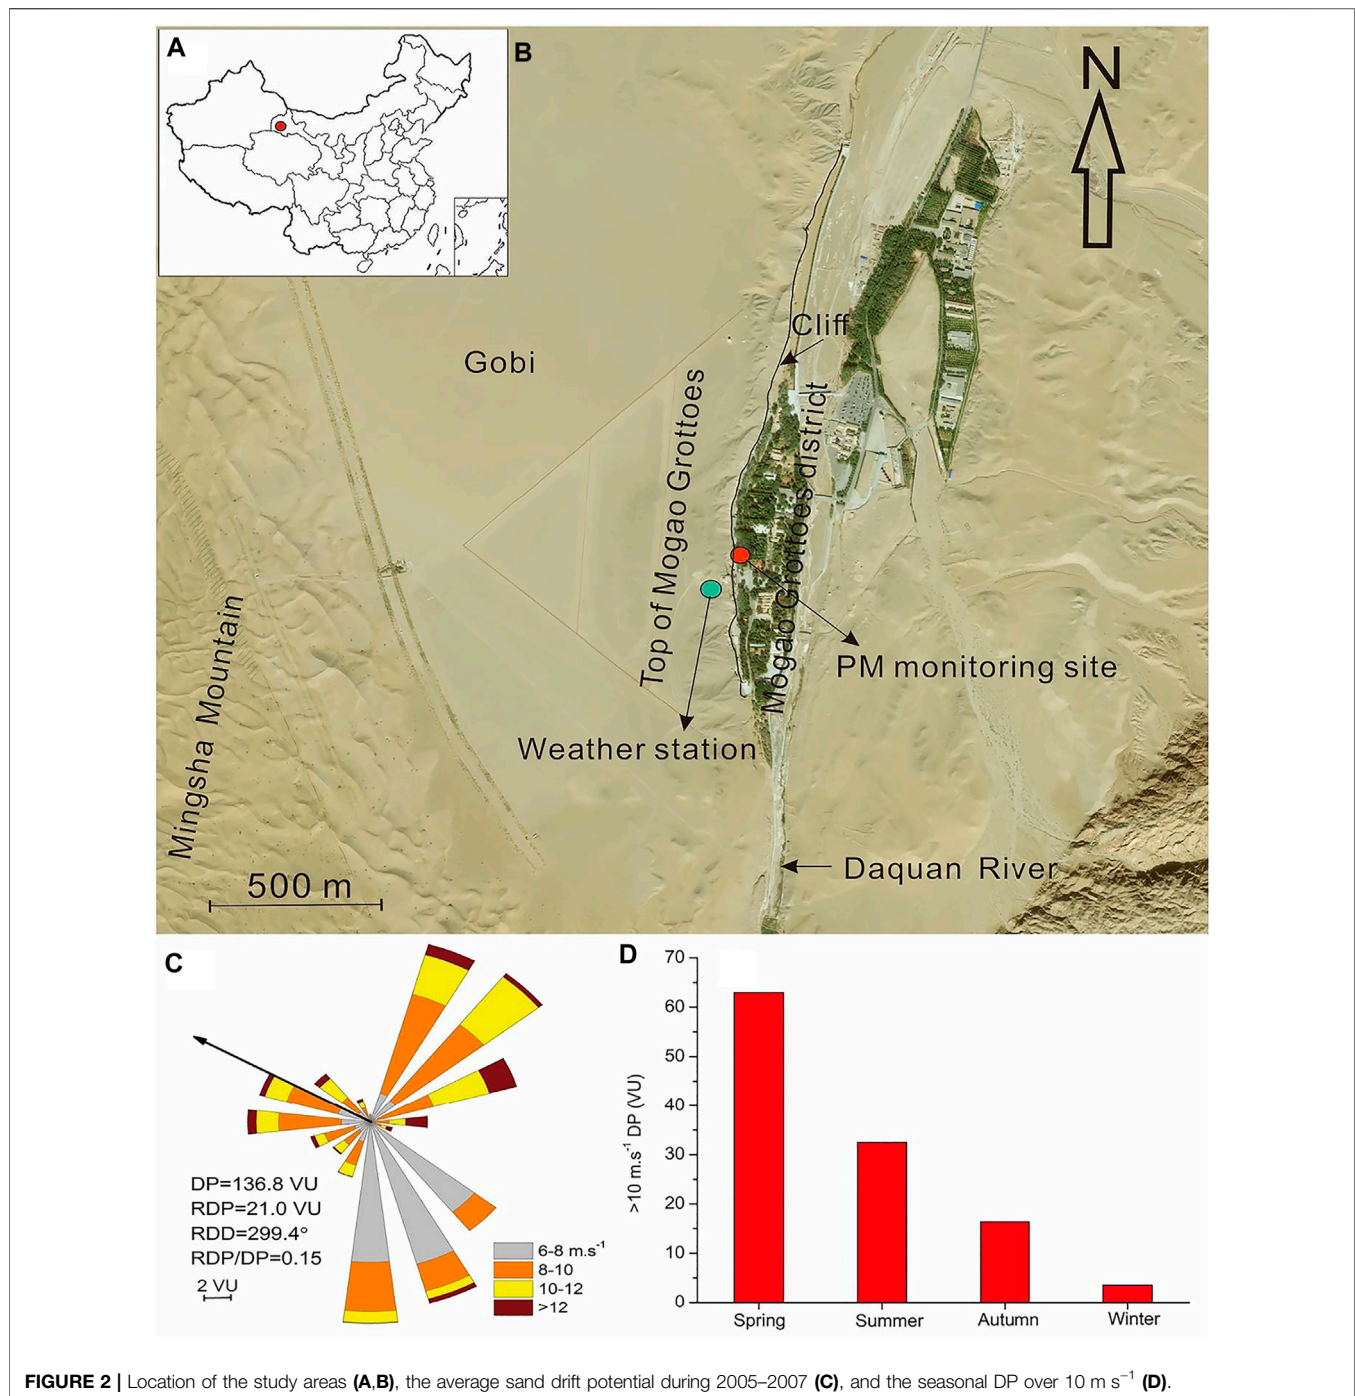 A
B
N
Cliff
Gobi
Top of Mogao Grottoes
Mogao Grottoes district
PM monitoring site
Weather station
Mingsha Mountain
Daquan River
500 m
C
DP=136.8 VU
RDP=21.0 VU
RDD=299.4°
RDP/DP=0.15
2 VU
6-8 m.s⁻¹
8-10
10-12
>12
D
>10 m.s⁻¹ DP (VU)
70
60
50
40
30
20
10
0
Spring Summer Autumn Winter
FIGURE 2 | Location of the study areas (A,B), the average sand drift potential during 2005–2007 (C), and the seasonal DP over 10 m s⁻¹ (D).